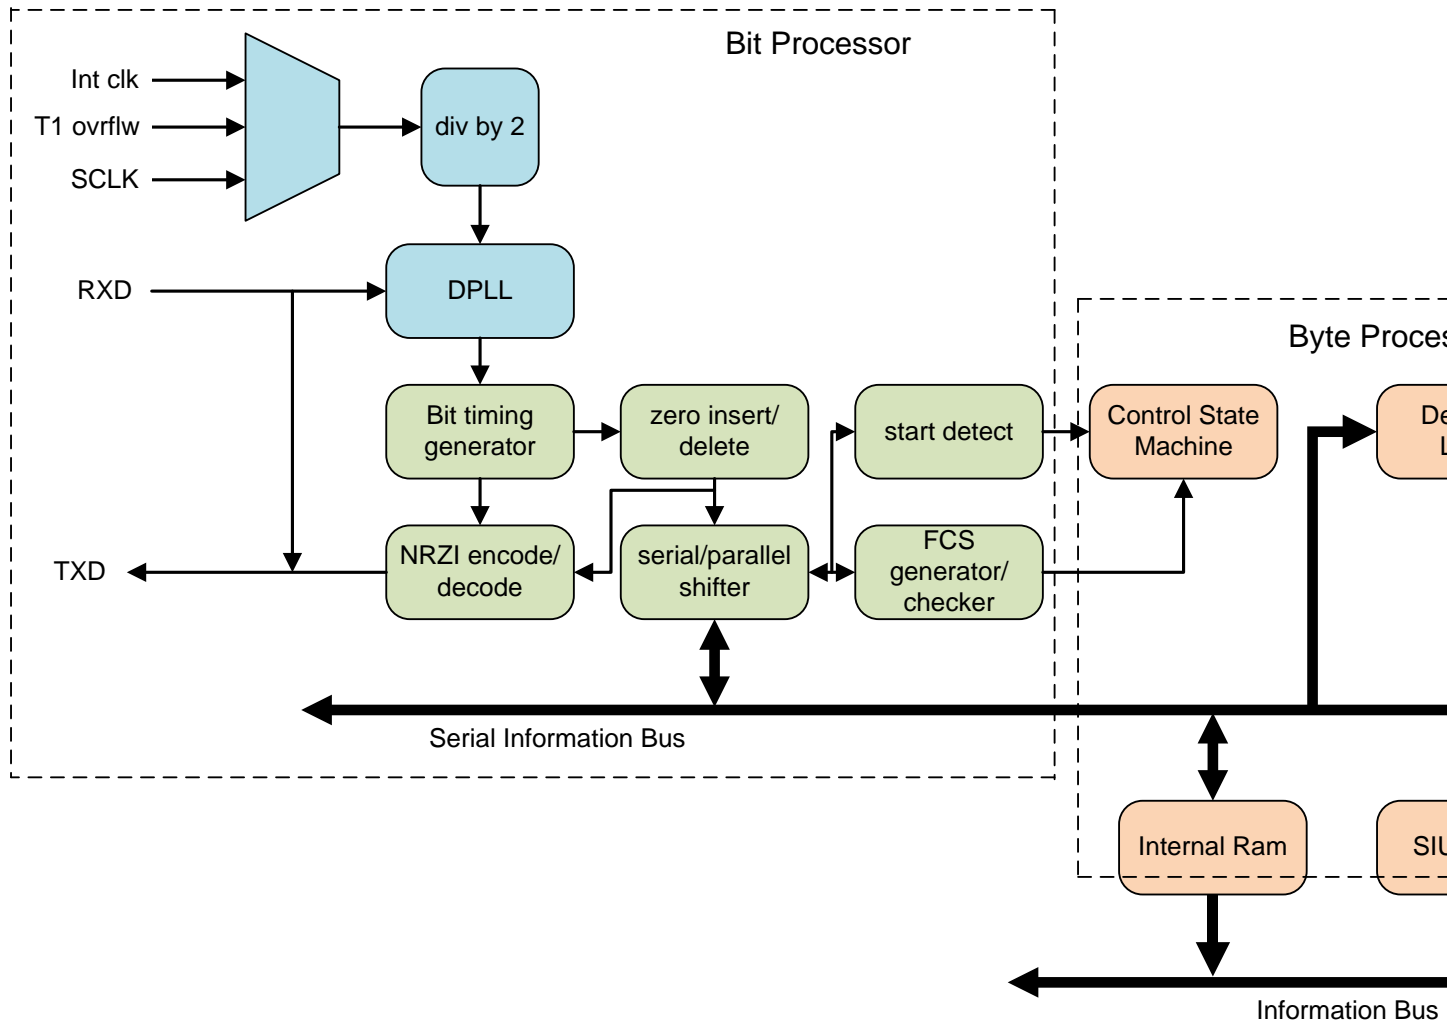 Bit Processor
Int clk
T1 ovrflw
div by 2
SCLK
RXD
DPLL
Byte Proces
Bit timing
generator
zero insert/
delete
start detect
Control State
Machine
De
L
TXD
NRZI encode/
decode
serial/parallel
shifter
FCS
generator/
checker
Serial Information Bus
Internal Ram
SIU
Information Bus